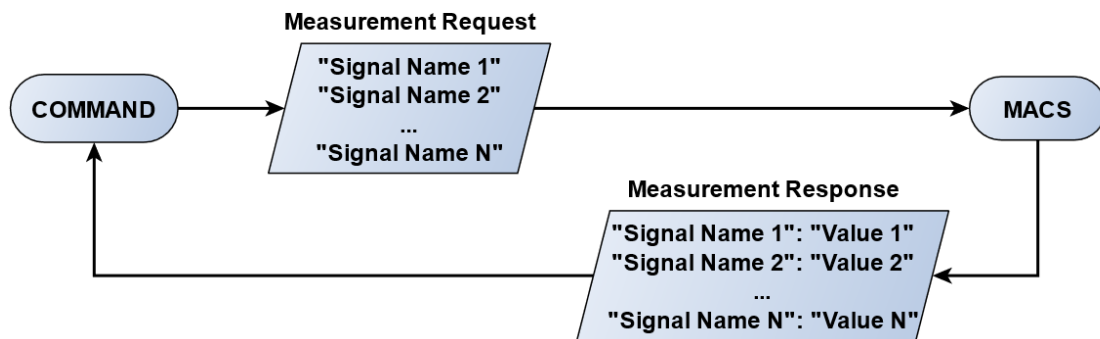 Measurement Request
"Signal Name 1"
"Signal Name 2"
...
"Signal Name N"
COMMAND
MACS
Measurement Response
"Signal Name 1": "Value 1"
"Signal Name 2": "Value 2"
...
"Signal Name N": "Value N"